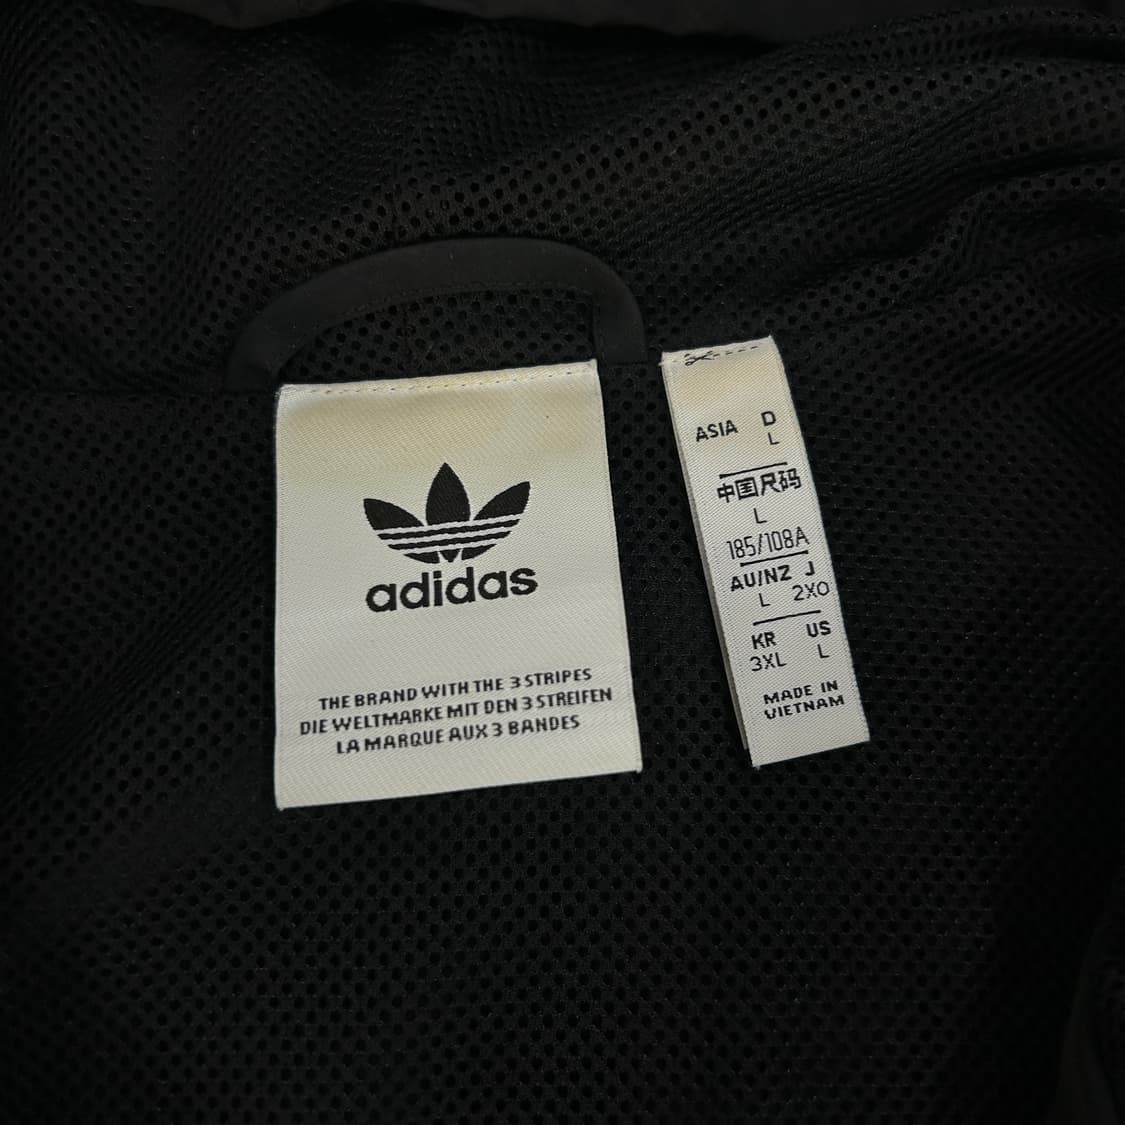 adidas
THE BRAND WITH THE 3 STRIPES
DIE WELTMARKE MIT DEN 3 STREIFEN
LA MARQUE AUX 3 BANDES
ASIA D
L
中国尺码
L
185/108A
AU/NZ J
L 2XO
KR US
3XL L
MADE IN
VIETNAM